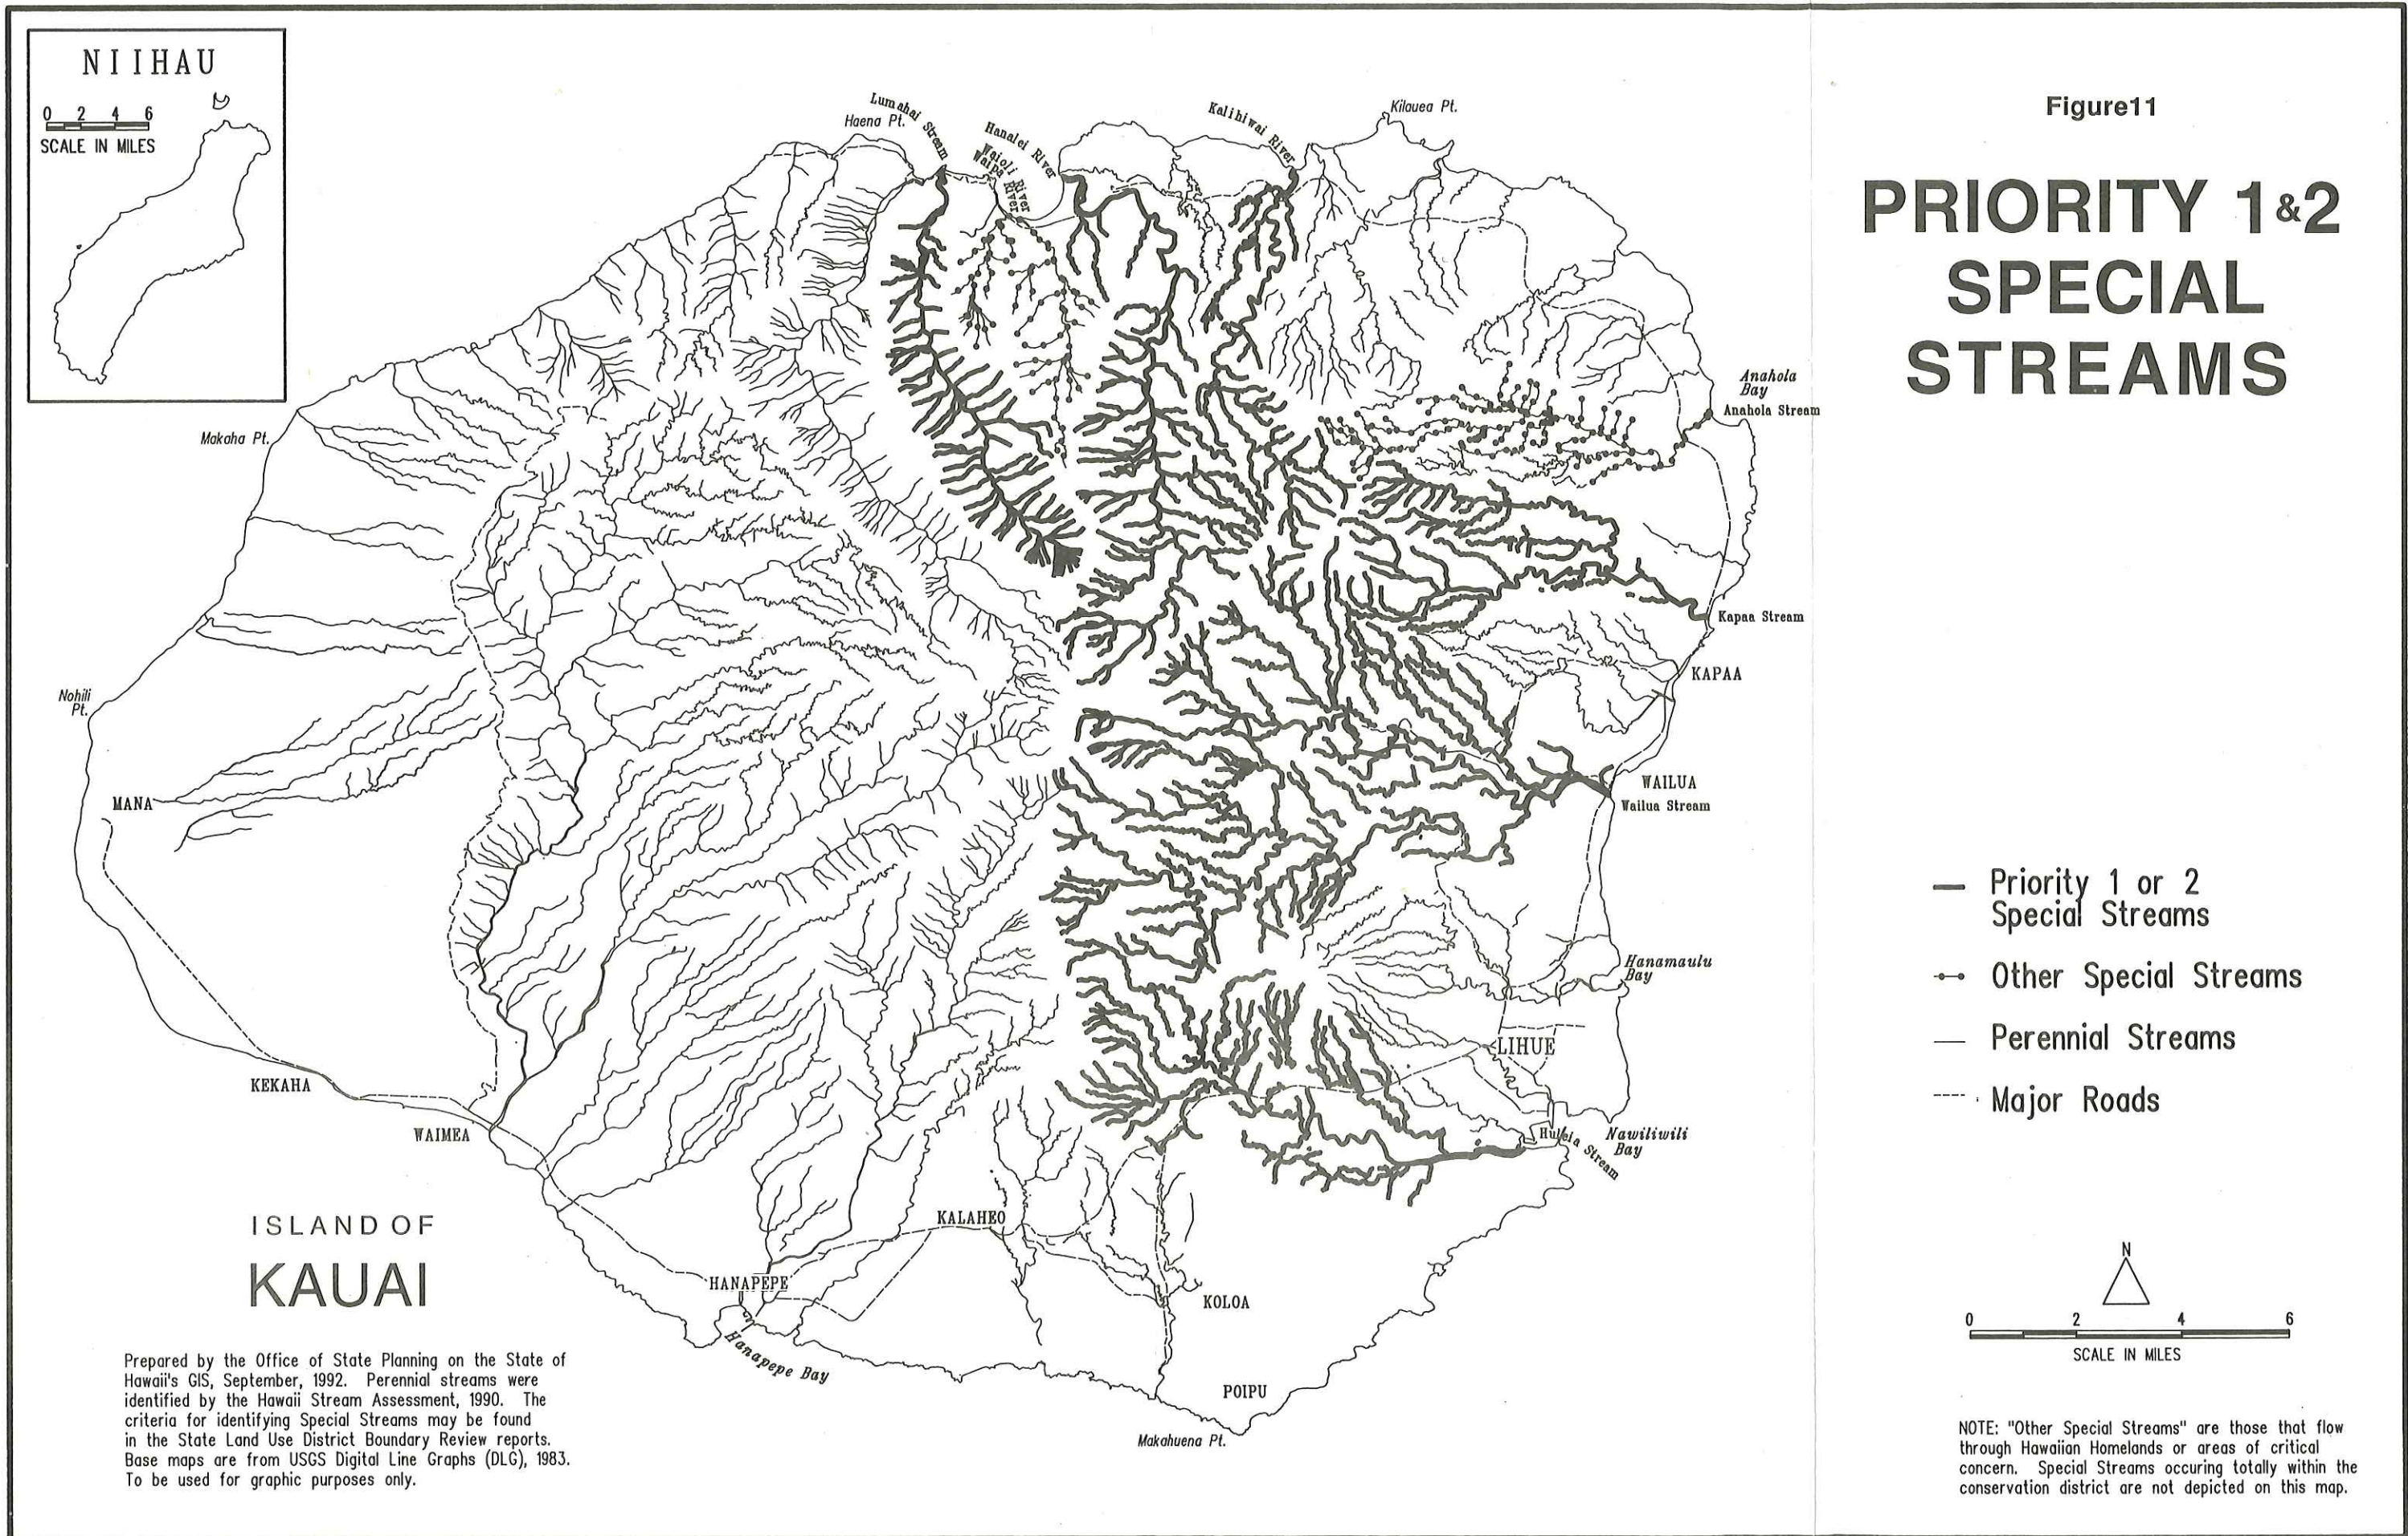 NIIHAU
0 2 4 6
SCALE IN MILES
Lumahai Stream
Haena Pt.
Hanalei River
Waioli River
Waipa River
Kalihiwai River
Kilauea Pt.
Makaha Pt.
Anahola
Bay
Anahola Stream
Kapaa Stream
KAPAA
Nohili
Pt.
MANA
WAILUA
Wailua Stream
Hanamaulu
Bay
LIHUE
KEKAHA
WAIMEA
Huleia Stream
Nawiliwili
Bay
KALAHEO
HANAPEPE
KOLOA
Hanapepe Bay
POIPU
Makahuena Pt.
ISLAND OF
KAUAI
Prepared by the Office of State Planning on the State of
Hawaii's GIS, September, 1992. Perennial streams were
identified by the Hawaii Stream Assessment, 1990. The
criteria for identifying Special Streams may be found
in the State Land Use District Boundary Review reports.
Base maps are from USGS Digital Line Graphs (DLG), 1983.
To be used for graphic purposes only.
Figure11
PRIORITY 1&2
SPECIAL
STREAMS
Priority 1 or 2
Special Streams
Other Special Streams
Perennial Streams
Major Roads
N
0 2 4 6
SCALE IN MILES
NOTE: "Other Special Streams" are those that flow
through Hawaiian Homelands or areas of critical
concern. Special Streams occuring totally within the
conservation district are not depicted on this map.